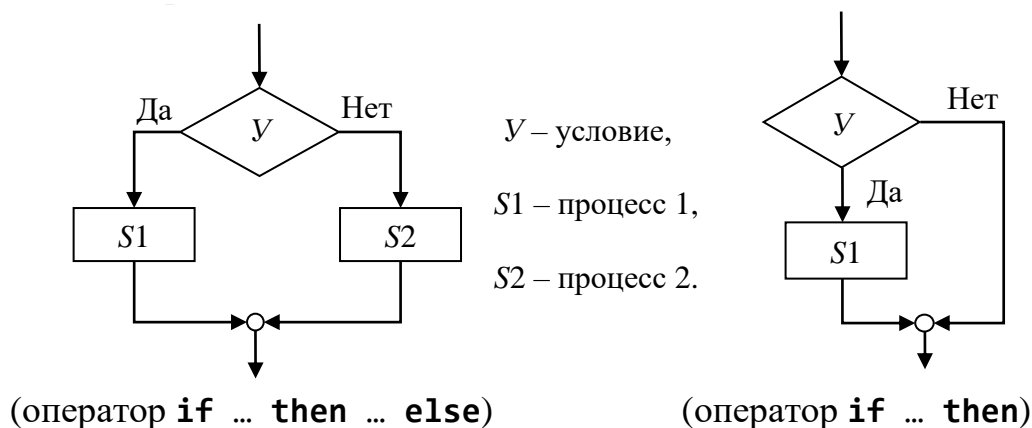 Да
У
Нет
S1
S2
У – условие,
S1 – процесс 1,
S2 – процесс 2.
У
Нет
Да
S1
(оператор if … then … else)
(оператор if … then)